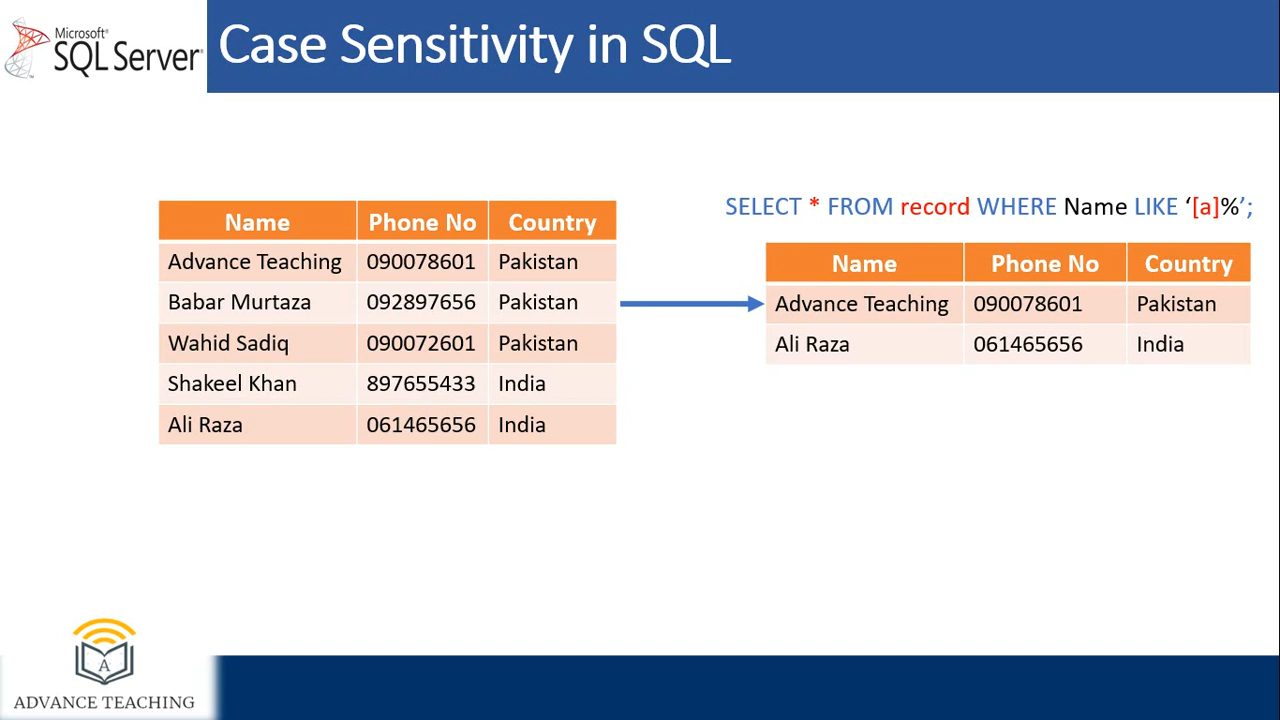 Microsoft®
SQL Server®
Case Sensitivity in SQL
SELECT * FROM record WHERE Name LIKE ‘[a]%’;
Name Phone No Country
Advance Teaching 090078601 Pakistan
Babar Murtaza 092897656 Pakistan
Wahid Sadiq 090072601 Pakistan
Shakeel Khan 897655433 India
Ali Raza 061465656 India
Name Phone No Country
Advance Teaching 090078601 Pakistan
Ali Raza 061465656 India
A
ADVANCE TEACHING